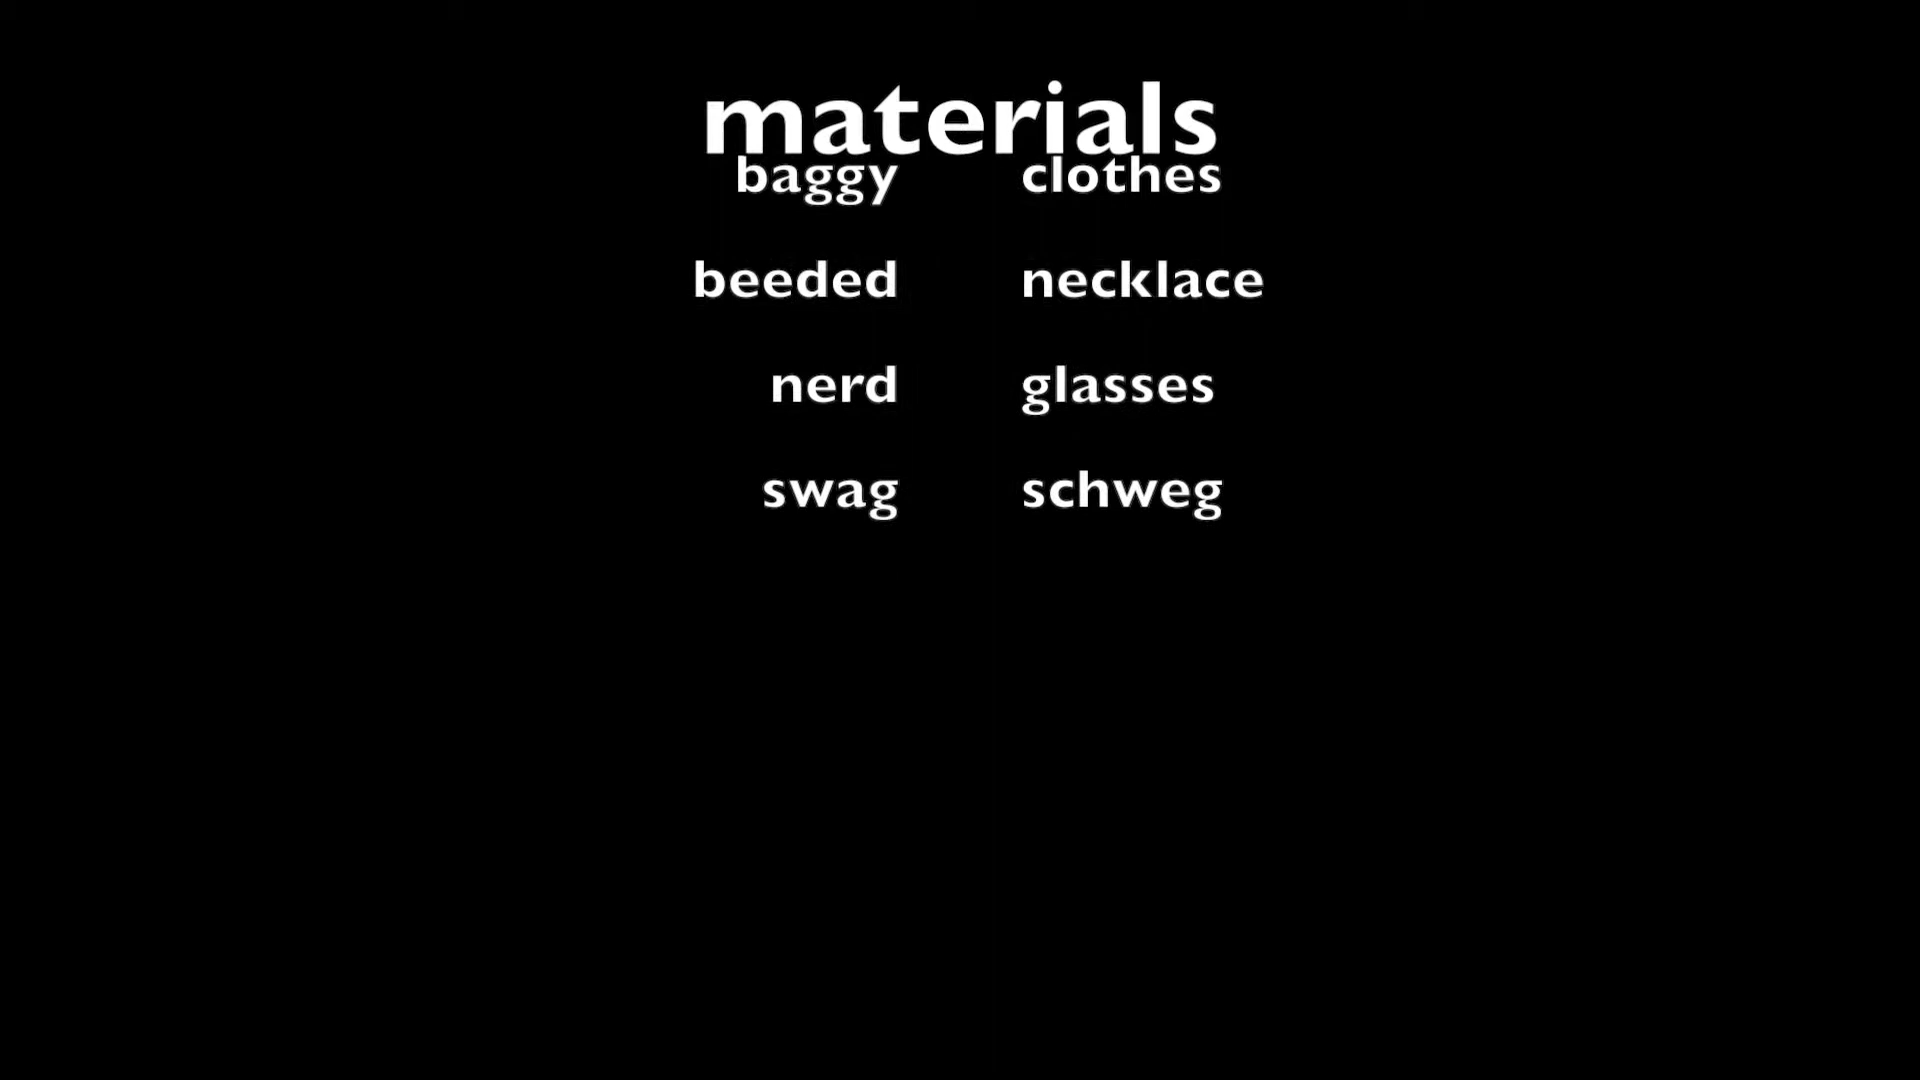 materials
baggy clothes
beeded necklace
nerd glasses
swag schweg